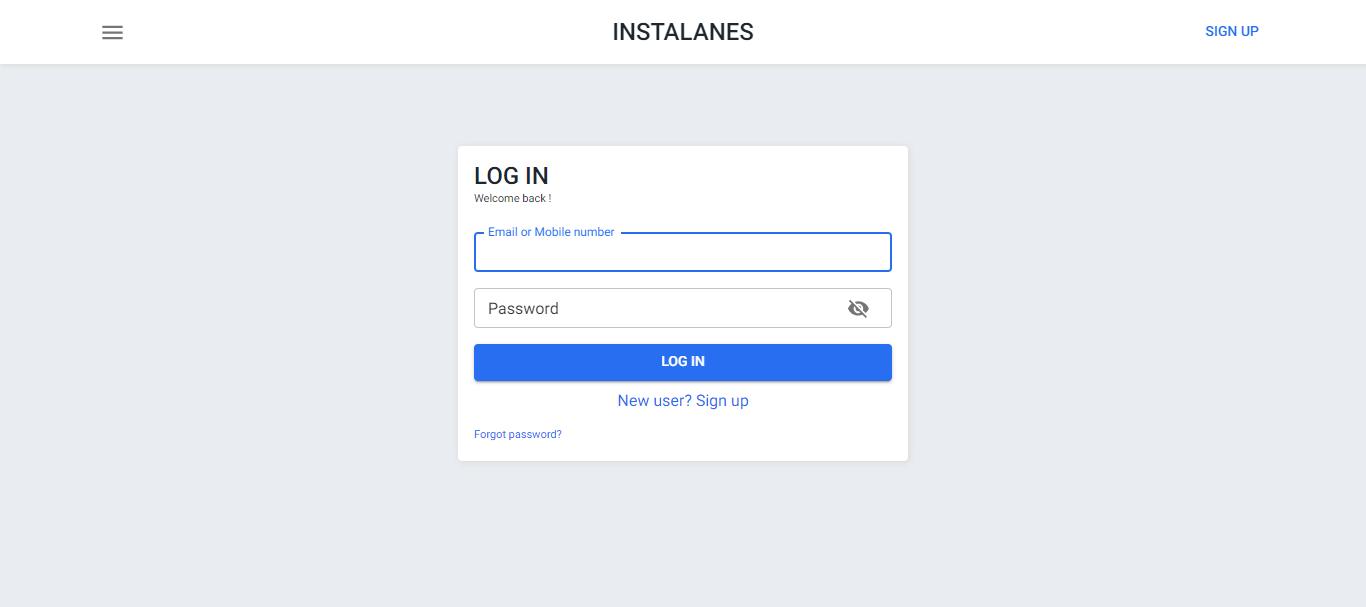 INSTALANES
SIGN UP
LOG IN
Welcome back !
Email or Mobile number
Password
LOG IN
New user? Sign up
Forgot password?